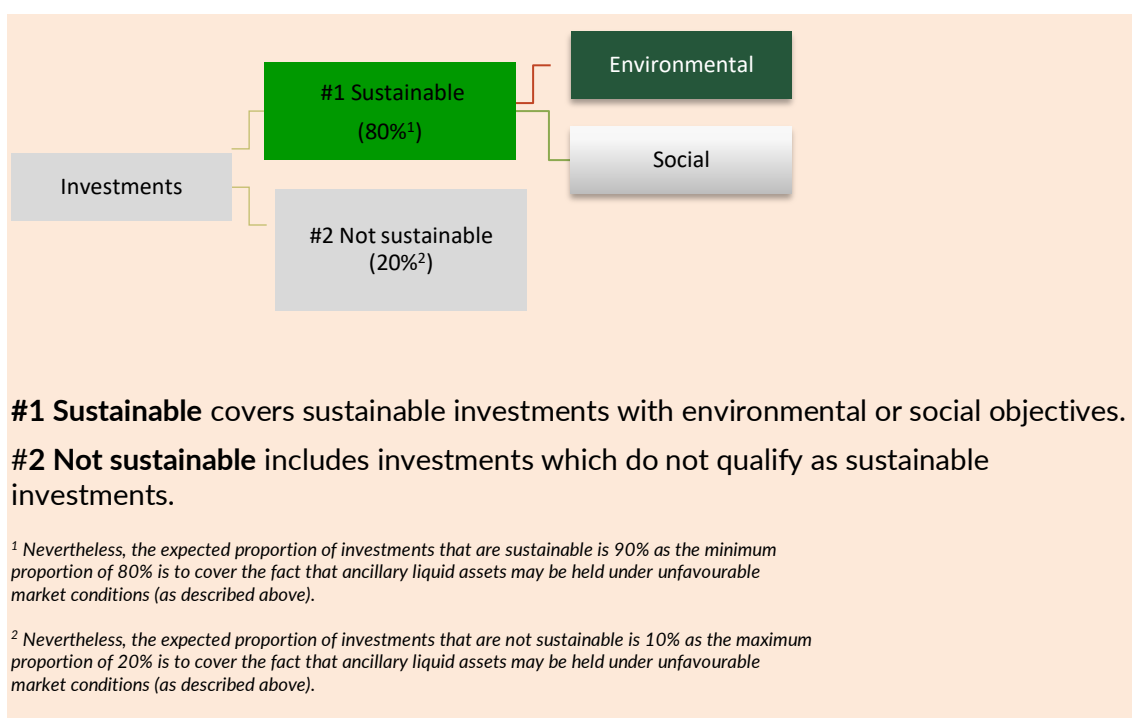 Environmental
#1 Sustainable
(80%¹)
Social
Investments
#2 Not sustainable
(20%²)
#1 Sustainable covers sustainable investments with environmental or social objectives.
#2 Not sustainable includes investments which do not qualify as sustainable
investments.
¹ Nevertheless, the expected proportion of investments that are sustainable is 90% as the minimum
proportion of 80% is to cover the fact that ancillary liquid assets may be held under unfavourable
market conditions (as described above).
² Nevertheless, the expected proportion of investments that are not sustainable is 10% as the maximum
proportion of 20% is to cover the fact that ancillary liquid assets may be held under unfavourable
market conditions (as described above).